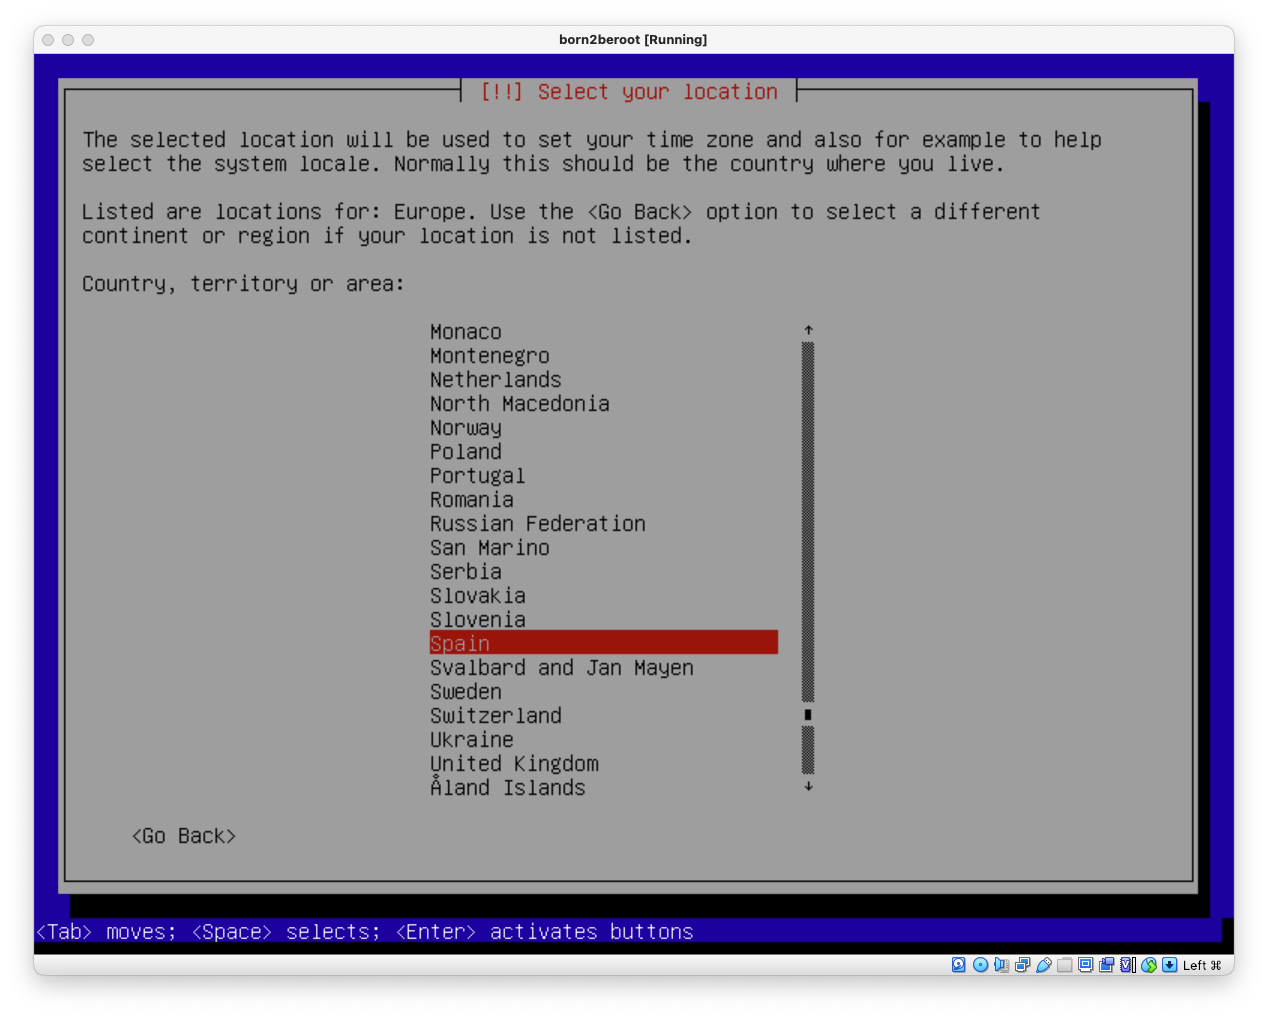 born2beroot [Running]
[!!] Select your location
The selected location will be used to set your time zone and also for example to help
select the system locale. Normally this should be the country where you live.
Listed are locations for: Europe. Use the <Go Back> option to select a different
continent or region if your location is not listed.
Country, territory or area:
Monaco
Montenegro
Netherlands
North Macedonia
Norway
Poland
Portugal
Romania
Russian Federation
San Marino
Serbia
Slovakia
Slovenia
Spain
Svalbard and Jan Mayen
Sweden
Switzerland
Ukraine
United Kingdom
Åland Islands
<Go Back>
<Tab> moves; <Space> selects; <Enter> activates buttons
Left ⌘